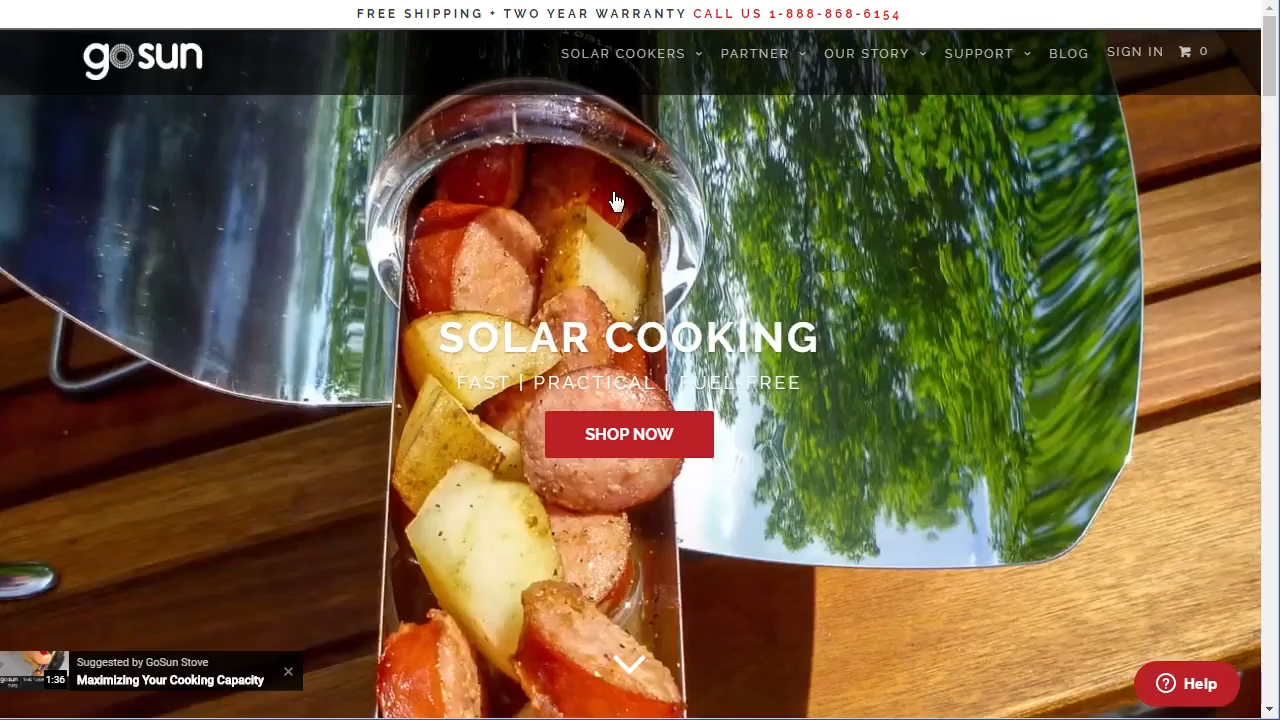 FREE SHIPPING + TWO YEAR WARRANTY CALL US 1-888-868-6154
gosun
SOLAR COOKERS PARTNER OUR STORY SUPPORT BLOG SIGN IN 0
SOLAR COOKING
FAST | PRACTICAL | FUEL FREE
SHOP NOW
Suggested by GoSun Stove
1:36
Maximizing Your Cooking Capacity
Help